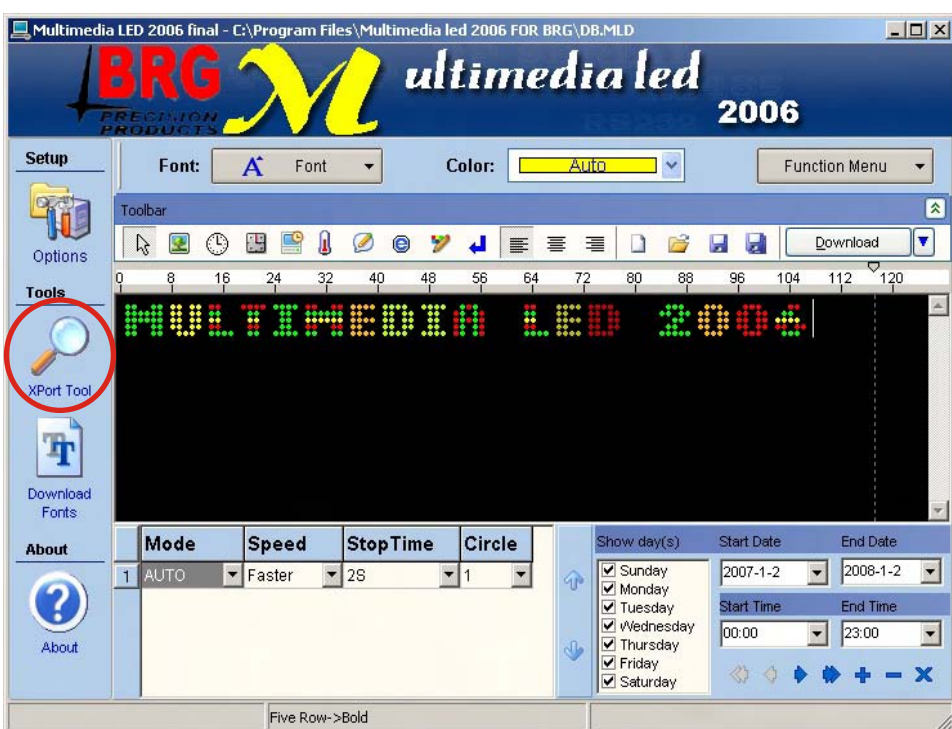 Multimedia LED 2006 final - C:\Program Files\Multimedia led 2006 FOR BRG\DB.MLD
BRG
PRECISION
PRODUCTS
M ultimedia led
2006
Setup
Font: A Font
Color: Auto
Function Menu
Toolbar
Options
Download
0 8 16 24 32 40 48 56 64 72 80 88 96 104 112 120
Tools
MULTIMEDIA LED 2006
XPort Tool
Download
Fonts
About
About
Mode Speed StopTime Circle
1 AUTO Faster 2S 1
Show day(s)
Sunday
Monday
Tuesday
Wednesday
Thursday
Friday
Saturday
Start Date End Date
2007-1-2 2008-1-2
Start Time End Time
00:00 23:00
Five Row->Bold